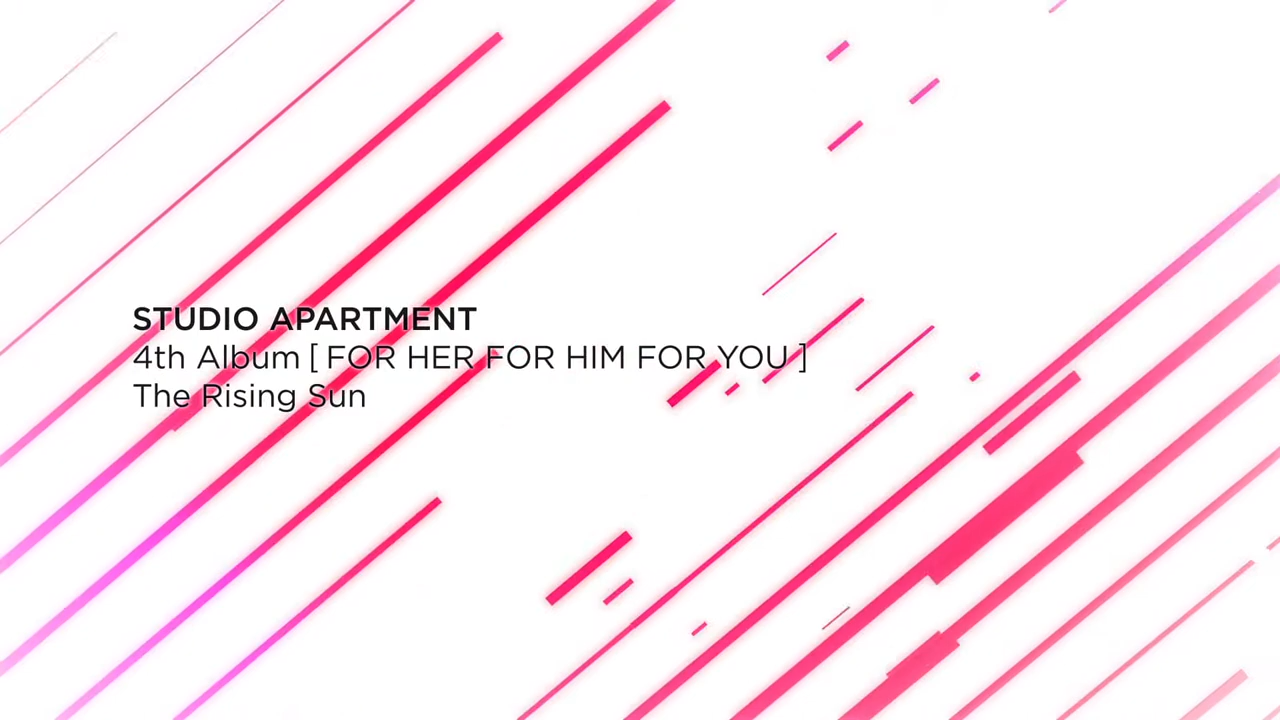 STUDIO APARTMENT
4th Album [ FOR HER FOR HIM FOR YOU ]
The Rising Sun